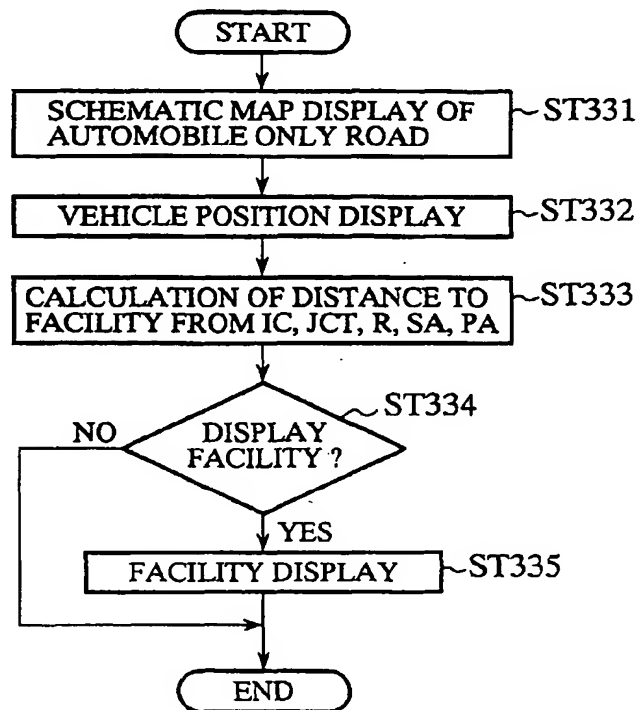 START
SCHEMATIC MAP DISPLAY OF
AUTOMOBILE ONLY ROAD
ST331
VEHICLE POSITION DISPLAY
ST332
CALCULATION OF DISTANCE TO
FACILITY FROM IC, JCT, R, SA, PA
ST333
DISPLAY
FACILITY ?
ST334
NO
YES
FACILITY DISPLAY
ST335
END